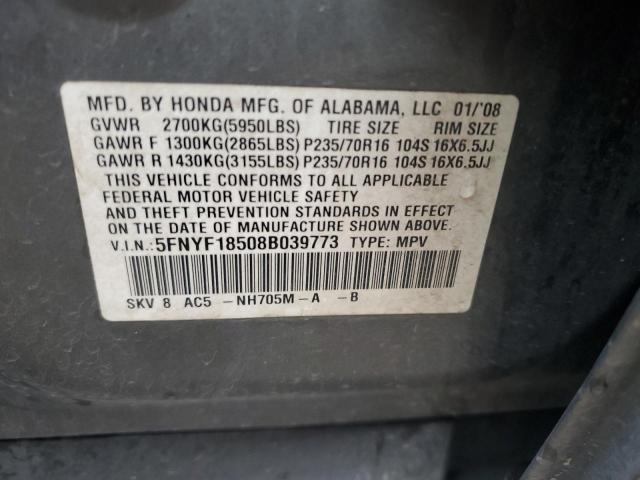 MFD. BY HONDA MFG. OF ALABAMA, LLC 01/'08
GVWR 2700KG(5950LBS) TIRE SIZE RIM SIZE
GAWR F 1300KG(2865LBS) P235/70R16 104S 16X6.5JJ
GAWR R 1430KG(3155LBS) P235/70R16 104S 16X6.5JJ
THIS VEHICLE CONFORMS TO ALL APPLICABLE
FEDERAL MOTOR VEHICLE SAFETY
AND THEFT PREVENTION STANDARDS IN EFFECT
ON THE DATE OF MANUFACTURE SHOWN ABOVE.
V.I.N.: 5FNYF18508B039773 TYPE: MPV
SKV 8 AC5 -NH705M-A -B